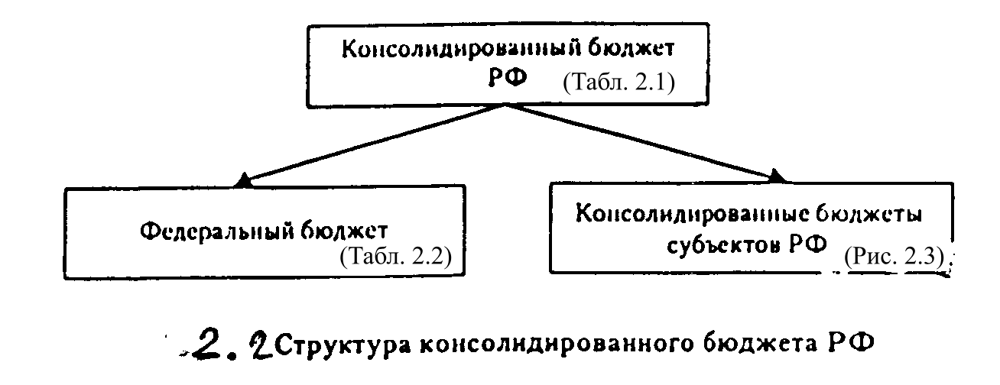 Консолидированный бюджет
РФ (Табл. 2.1)
Федеральный бюджет
(Табл. 2.2)
Консолидированные бюджеты
субъектов РФ (Рис. 2.3)
2.2 Структура консолидированного бюджета РФ